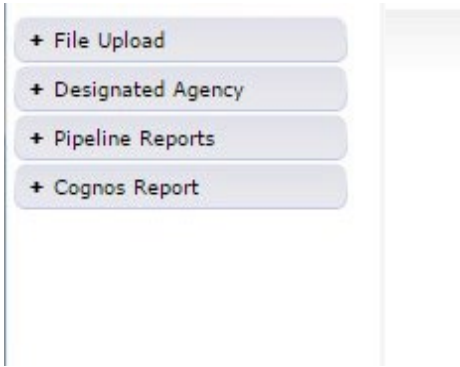 + File Upload
+ Designated Agency
+ Pipeline Reports
+ Cognos Report